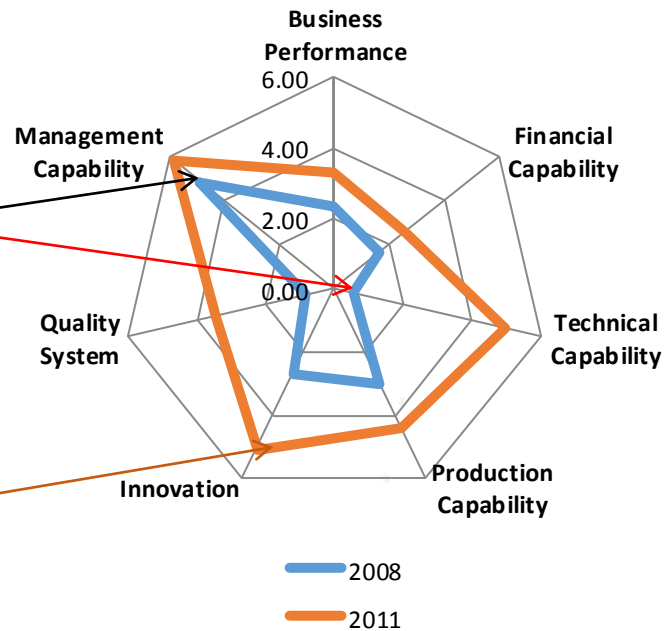 Business
Performance
6.00
Management
Capability
4.00
Financial
Capability
2.00
0.00
Quality
System
Technical
Capability
Innovation
Production
Capability
2008
2011